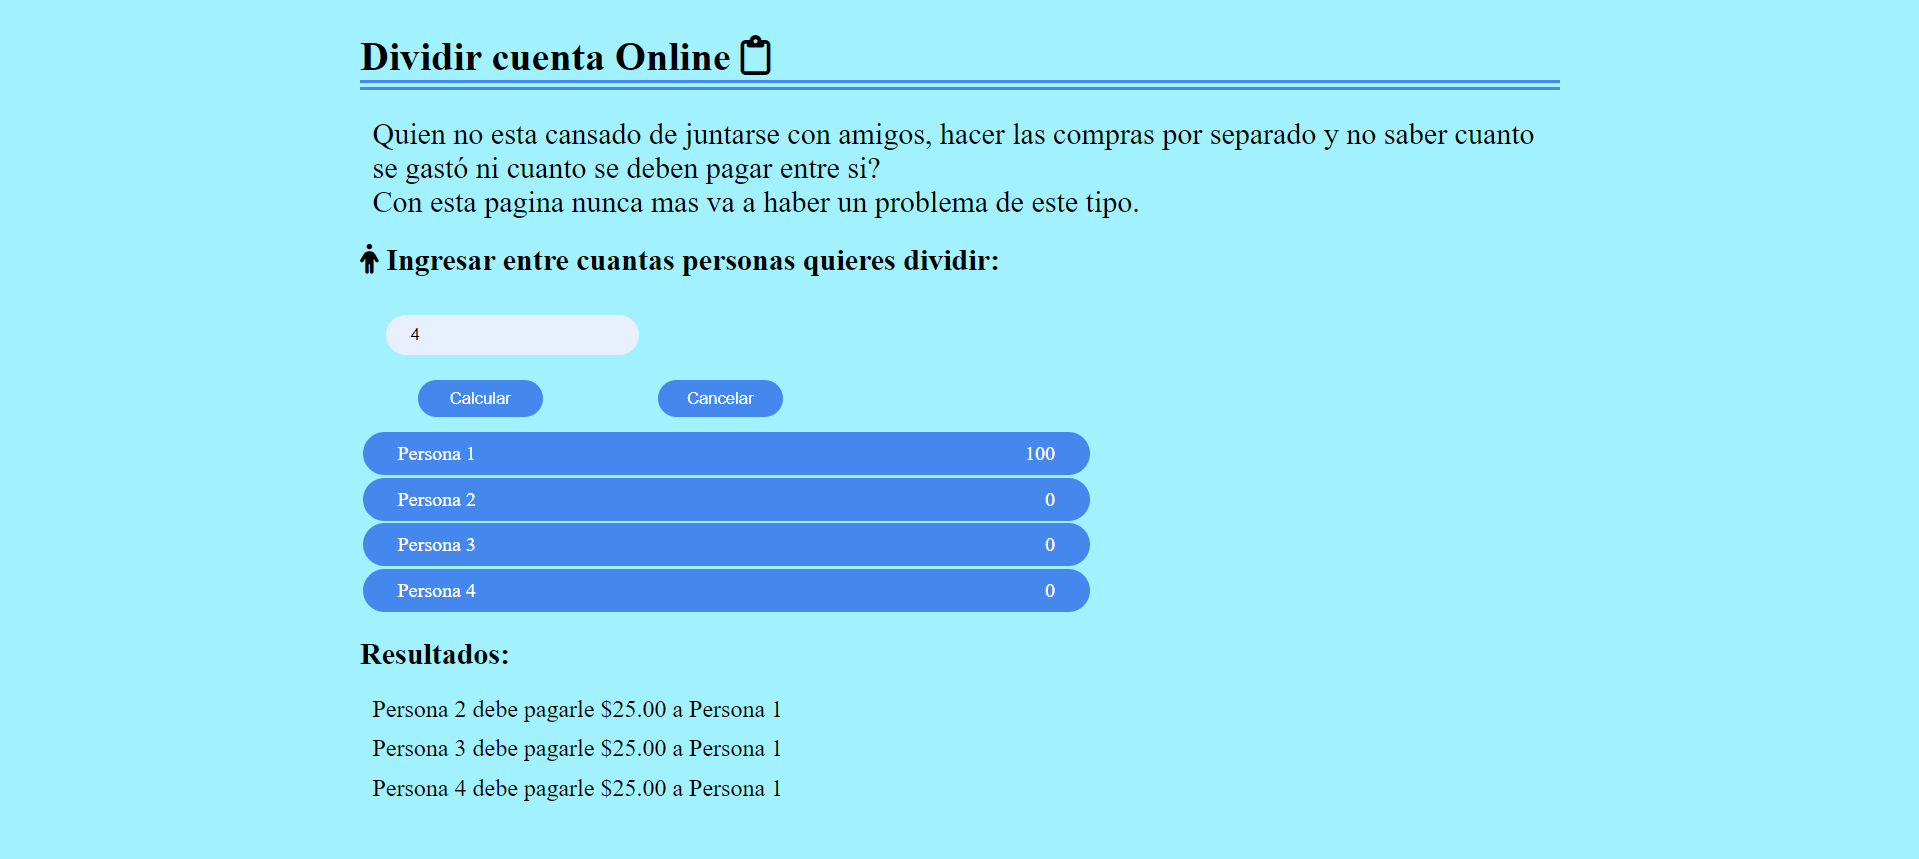 Dividir cuenta Online
Quien no esta cansado de juntarse con amigos, hacer las compras por separado y no saber cuanto
se gastó ni cuanto se deben pagar entre si?
Con esta pagina nunca mas va a haber un problema de este tipo.
Ingresar entre cuantas personas quieres dividir:
4
Calcular Cancelar
Persona 1 100
Persona 2 0
Persona 3 0
Persona 4 0
Resultados:
Persona 2 debe pagarle $25.00 a Persona 1
Persona 3 debe pagarle $25.00 a Persona 1
Persona 4 debe pagarle $25.00 a Persona 1